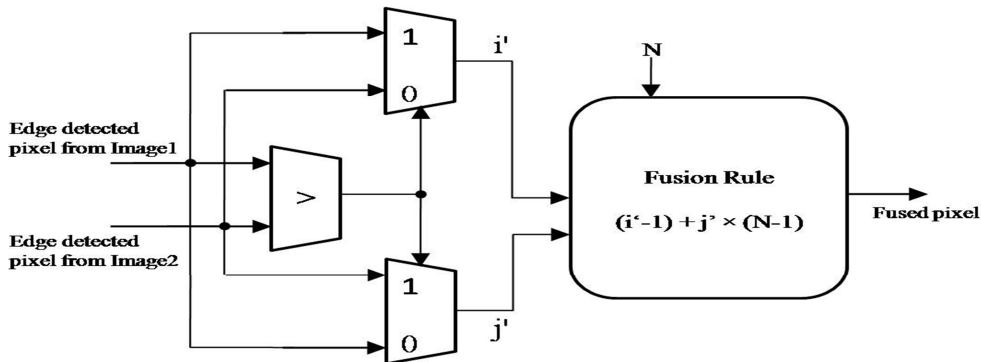 1
0
i'
N
Edge detected
pixel from Image1
>
Fusion Rule
(i‘-1) + j’ × (N-1)
Fused pixel
Edge detected
pixel from Image2
1
0
j'